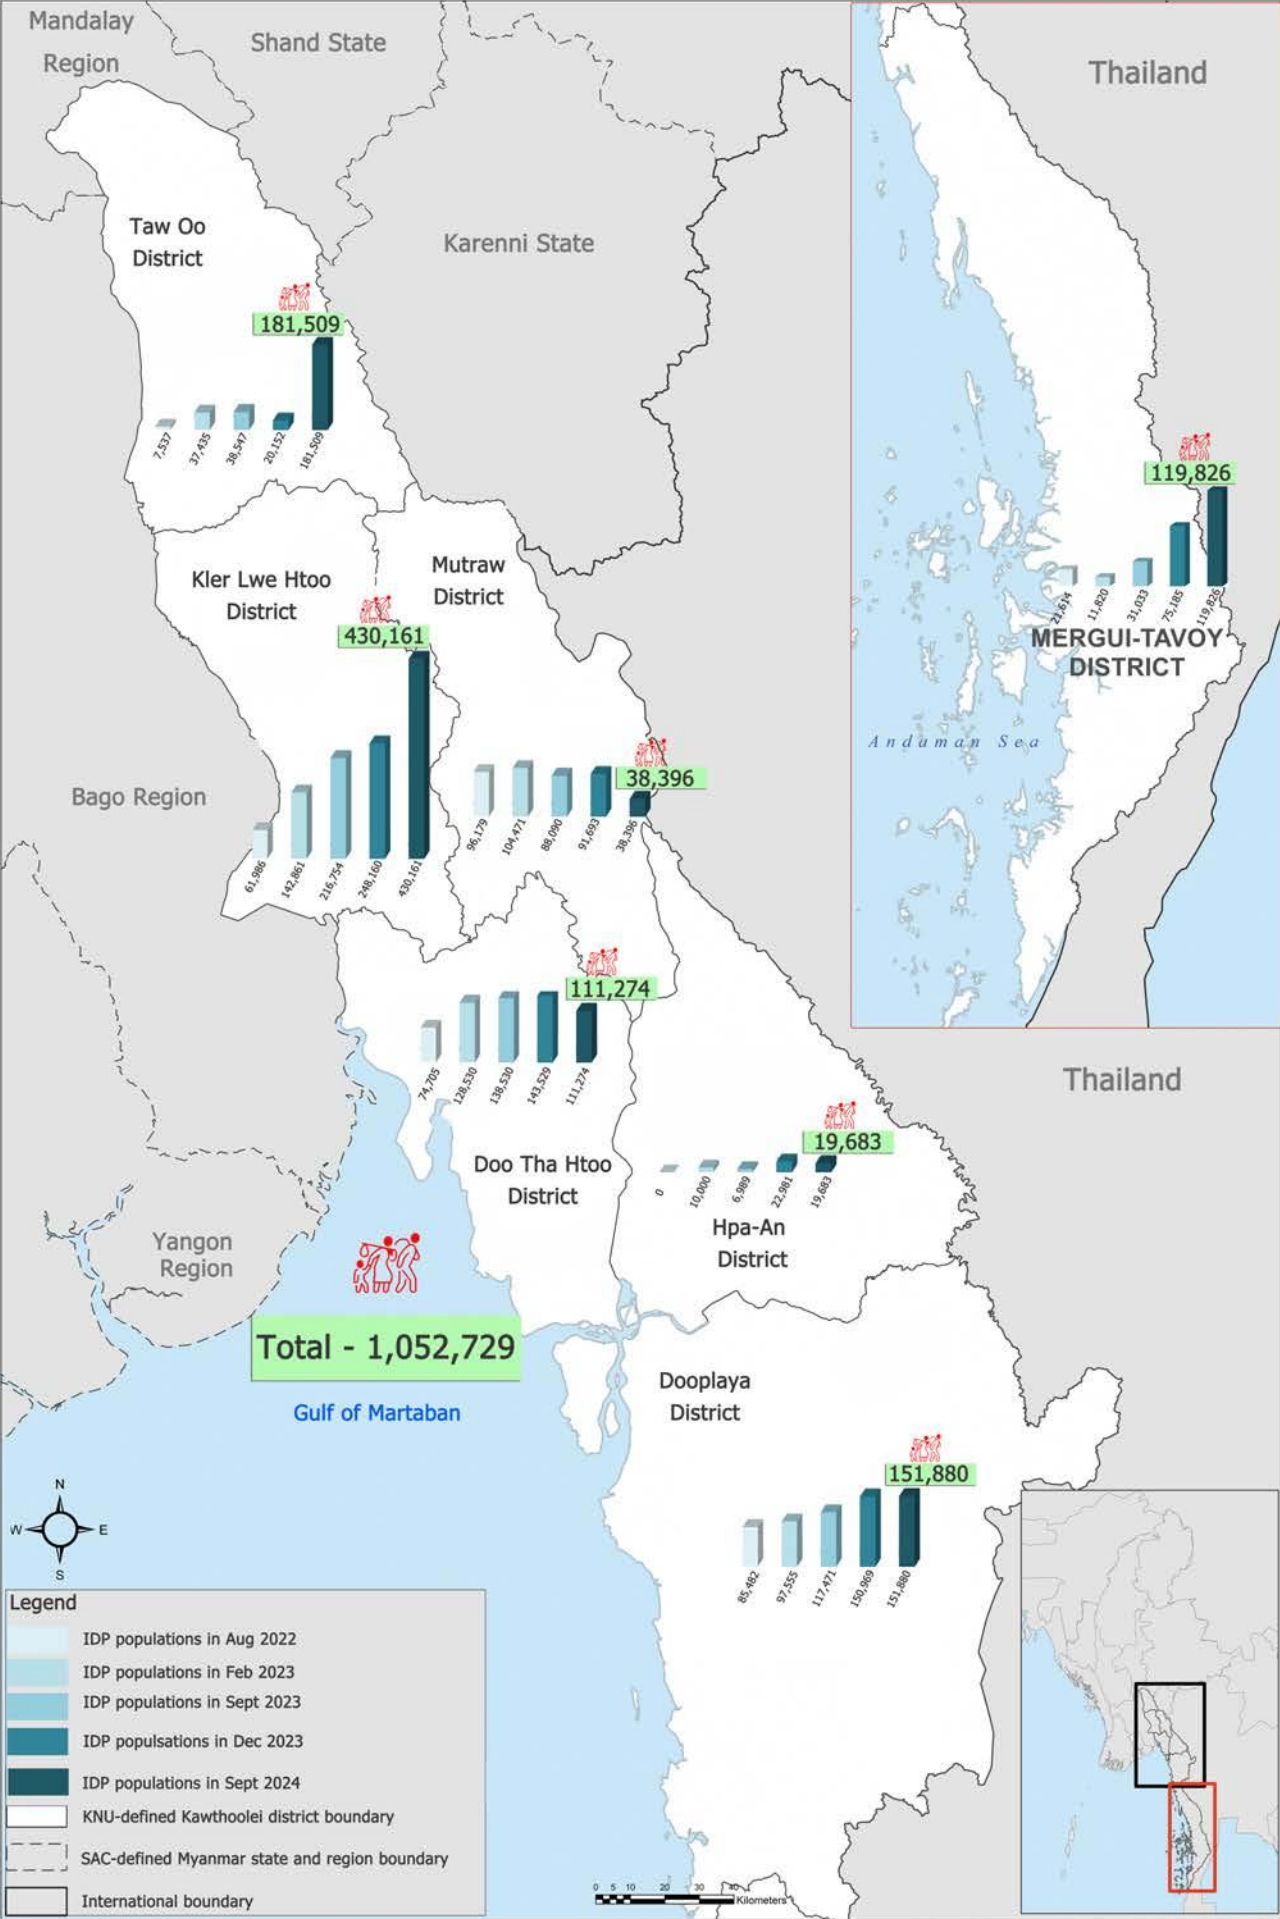 Mandalay
Region
Shand State
Thailand
Taw Oo
District
Karenni State
181,509
7,537
37,435
38,547
20,152
181,509
119,826
21,614
11,820
31,033
75,185
119,826
MERGUI-TAVOY
DISTRICT
Andaman Sea
Kler Lwe Htoo
District
Mutraw
District
430,161
61,986
142,861
216,754
248,160
430,161
38,396
96,179
104,471
88,090
91,693
38,396
Bago Region
111,274
74,705
128,530
138,530
143,529
111,274
Thailand
Doo Tha Htoo
District
19,683
0
10,000
6,989
22,981
19,683
Hpa-An
District
Yangon
Region
Total - 1,052,729
Gulf of Martaban
Dooplaya
District
151,880
85,482
97,555
117,471
150,969
151,880
N
W
E
S
Legend
IDP populations in Aug 2022
IDP populations in Feb 2023
IDP populations in Sept 2023
IDP populsations in Dec 2023
IDP populations in Sept 2024
KNU-defined Kawthoolei district boundary
SAC-defined Myanmar state and region boundary
International boundary
0 5 10 20 30 40
Kilometers